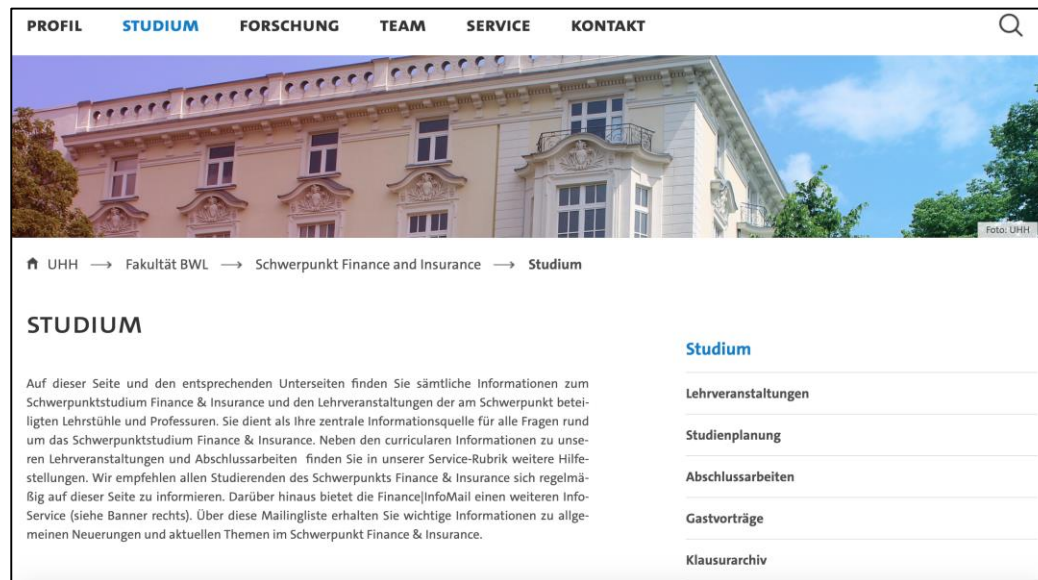 PROFIL STUDIUM FORSCHUNG TEAM SERVICE KONTAKT
Foto: UHH
UHH → Fakultät BWL → Schwerpunkt Finance and Insurance → Studium
STUDIUM
Auf dieser Seite und den entsprechenden Unterseiten finden Sie sämtliche Informationen zum
Schwerpunktstudium Finance & Insurance und den Lehrveranstaltungen der am Schwerpunkt betei-
ligten Lehrstühle und Professuren. Sie dient als Ihre zentrale Informationsquelle für alle Fragen rund
um das Schwerpunktstudium Finance & Insurance. Neben den curricularen Informationen zu unse-
ren Lehrveranstaltungen und Abschlussarbeiten finden Sie in unserer Service-Rubrik weitere Hilfe-
stellungen. Wir empfehlen allen Studierenden des Schwerpunkts Finance & Insurance sich regelmä-
ßig auf dieser Seite zu informieren. Darüber hinaus bietet die Finance|InfoMail einen weiteren Info-
Service (siehe Banner rechts). Über diese Mailingliste erhalten Sie wichtige Informationen zu allge-
meinen Neuerungen und aktuellen Themen im Schwerpunkt Finance & Insurance.
Studium
Lehrveranstaltungen
Studienplanung
Abschlussarbeiten
Gastvorträge
Klausurarchiv